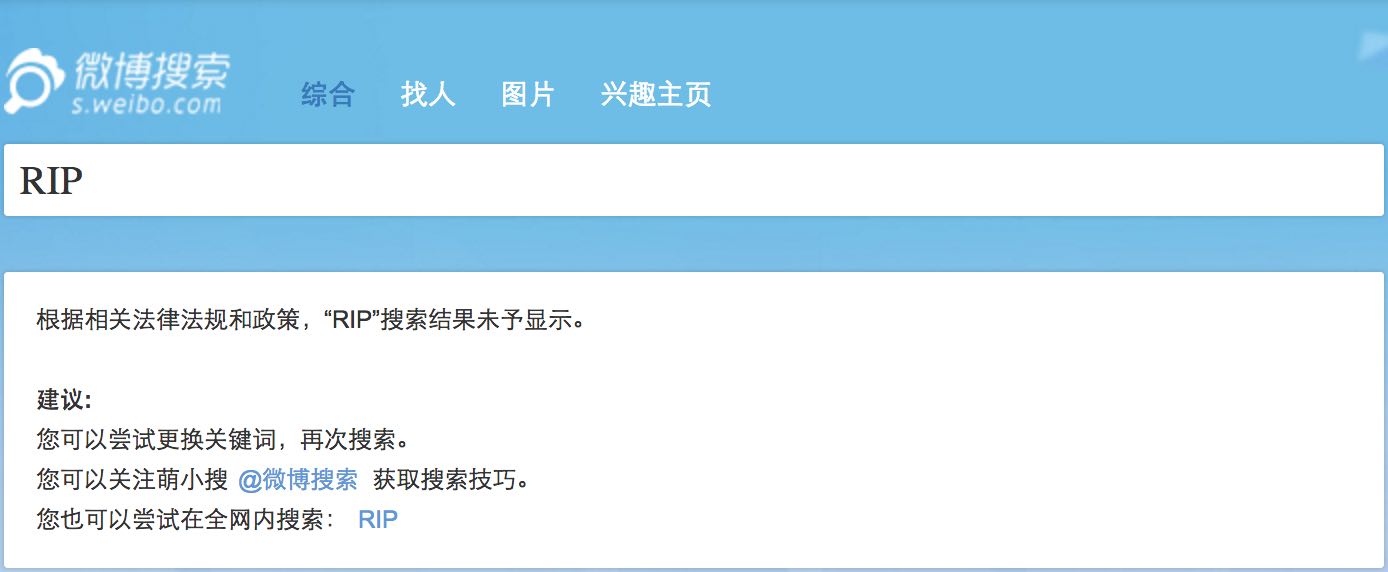 微博搜索
s.weibo.com
综合 找人 图片 兴趣主页
RIP
根据相关法律法规和政策，“RIP”搜索结果未予显示。
建议:
您可以尝试更换关键词，再次搜索。
您可以关注萌小搜 @微博搜索 获取搜索技巧。
您也可以尝试在全网内搜索： RIP